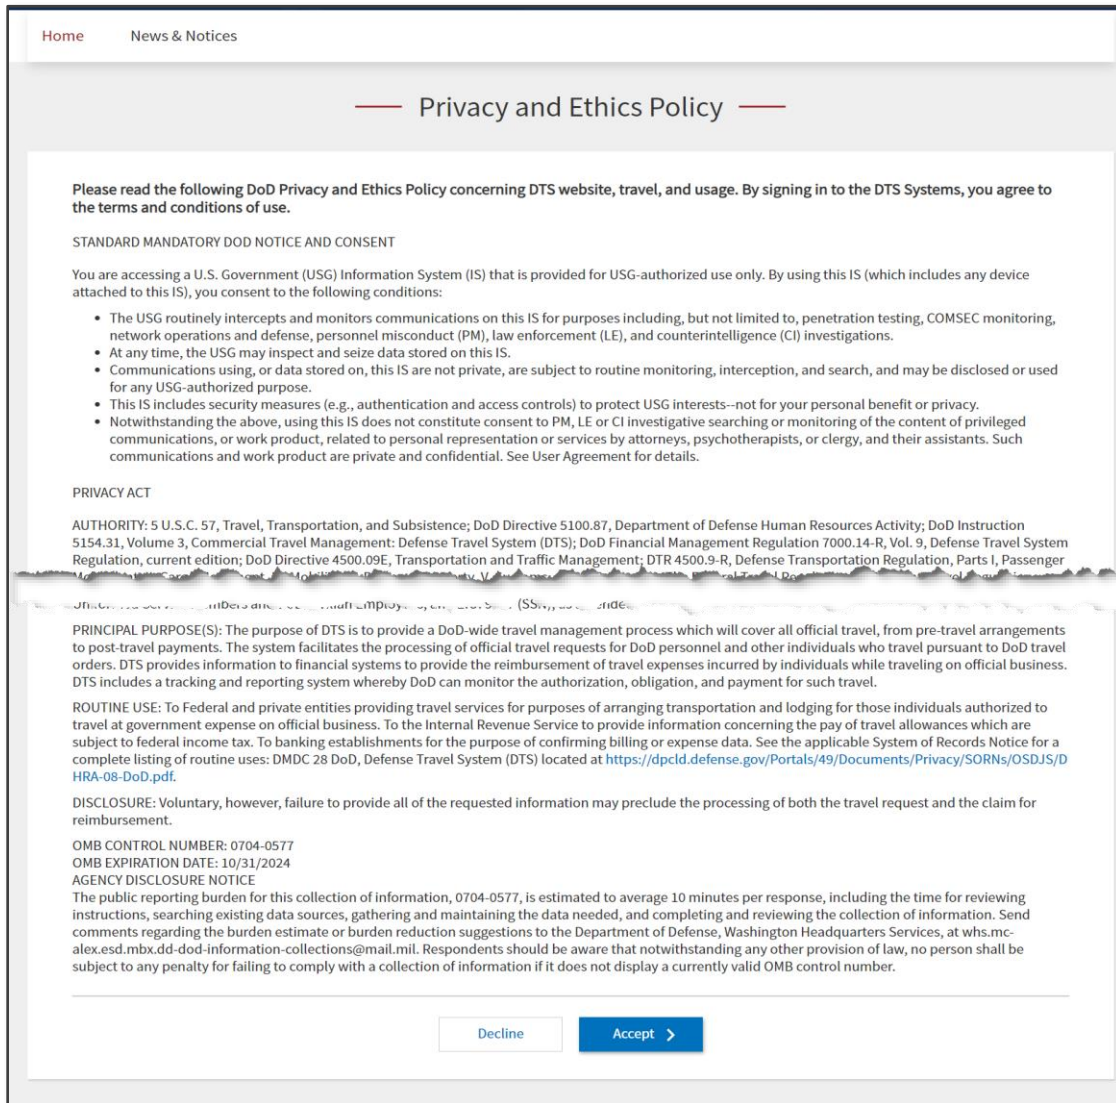 Home News & Notices
Privacy and Ethics Policy
Please read the following DoD Privacy and Ethics Policy concerning DTS website, travel, and usage. By signing in to the DTS Systems, you agree to
the terms and conditions of use.
STANDARD MANDATORY DOD NOTICE AND CONSENT
You are accessing a U.S. Government (USG) Information System (IS) that is provided for USG-authorized use only. By using this IS (which includes any device
attached to this IS), you consent to the following conditions:
• The USG routinely intercepts and monitors communications on this IS for purposes including, but not limited to, penetration testing, COMSEC monitoring,
network operations and defense, personnel misconduct (PM), law enforcement (LE), and counterintelligence (CI) investigations.
• At any time, the USG may inspect and seize data stored on this IS.
• Communications using, or data stored on, this IS are not private, are subject to routine monitoring, interception, and search, and may be disclosed or used
for any USG-authorized purpose.
• This IS includes security measures (e.g., authentication and access controls) to protect USG interests--not for your personal benefit or privacy.
• Notwithstanding the above, using this IS does not constitute consent to PM, LE or CI investigative searching or monitoring of the content of privileged
communications, or work product, related to personal representation or services by attorneys, psychotherapists, or clergy, and their assistants. Such
communications and work product are private and confidential. See User Agreement for details.
PRIVACY ACT
AUTHORITY: 5 U.S.C. 57, Travel, Transportation, and Subsistence; DoD Directive 5100.87, Department of Defense Human Resources Activity; DoD Instruction
5154.31, Volume 3, Commercial Travel Management: Defense Travel System (DTS); DoD Financial Management Regulation 7000.14-R, Vol. 9, Defense Travel System
Regulation, current edition; DoD Directive 4500.09E, Transportation and Traffic Management; DTR 4500.9-R, Defense Transportation Regulation, Parts I, Passenger
(SSN),
PRINCIPAL PURPOSE(S): The purpose of DTS is to provide a DoD-wide travel management process which will cover all official travel, from pre-travel arrangements
to post-travel payments. The system facilitates the processing of official travel requests for DoD personnel and other individuals who travel pursuant to DoD travel
orders. DTS provides information to financial systems to provide the reimbursement of travel expenses incurred by individuals while traveling on official business.
DTS includes a tracking and reporting system whereby DoD can monitor the authorization, obligation, and payment for such travel.
ROUTINE USE: To Federal and private entities providing travel services for purposes of arranging transportation and lodging for those individuals authorized to
travel at government expense on official business. To the Internal Revenue Service to provide information concerning the pay of travel allowances which are
subject to federal income tax. To banking establishments for the purpose of confirming billing or expense data. See the applicable System of Records Notice for a
complete listing of routine uses: DMDC 28 DoD, Defense Travel System (DTS) located at https://dpcld.defense.gov/Portals/49/Documents/Privacy/SORNs/OSDJS/D
HRA-08-DoD.pdf.
DISCLOSURE: Voluntary, however, failure to provide all of the requested information may preclude the processing of both the travel request and the claim for
reimbursement.
OMB CONTROL NUMBER: 0704-0577
OMB EXPIRATION DATE: 10/31/2024
AGENCY DISCLOSURE NOTICE
The public reporting burden for this collection of information, 0704-0577, is estimated to average 10 minutes per response, including the time for reviewing
instructions, searching existing data sources, gathering and maintaining the data needed, and completing and reviewing the collection of information. Send
comments regarding the burden estimate or burden reduction suggestions to the Department of Defense, Washington Headquarters Services, at whs.mc-
alex.esd.mbx.dd-dod-information-collections@mail.mil. Respondents should be aware that notwithstanding any other provision of law, no person shall be
subject to any penalty for failing to comply with a collection of information if it does not display a currently valid OMB control number.
Decline Accept